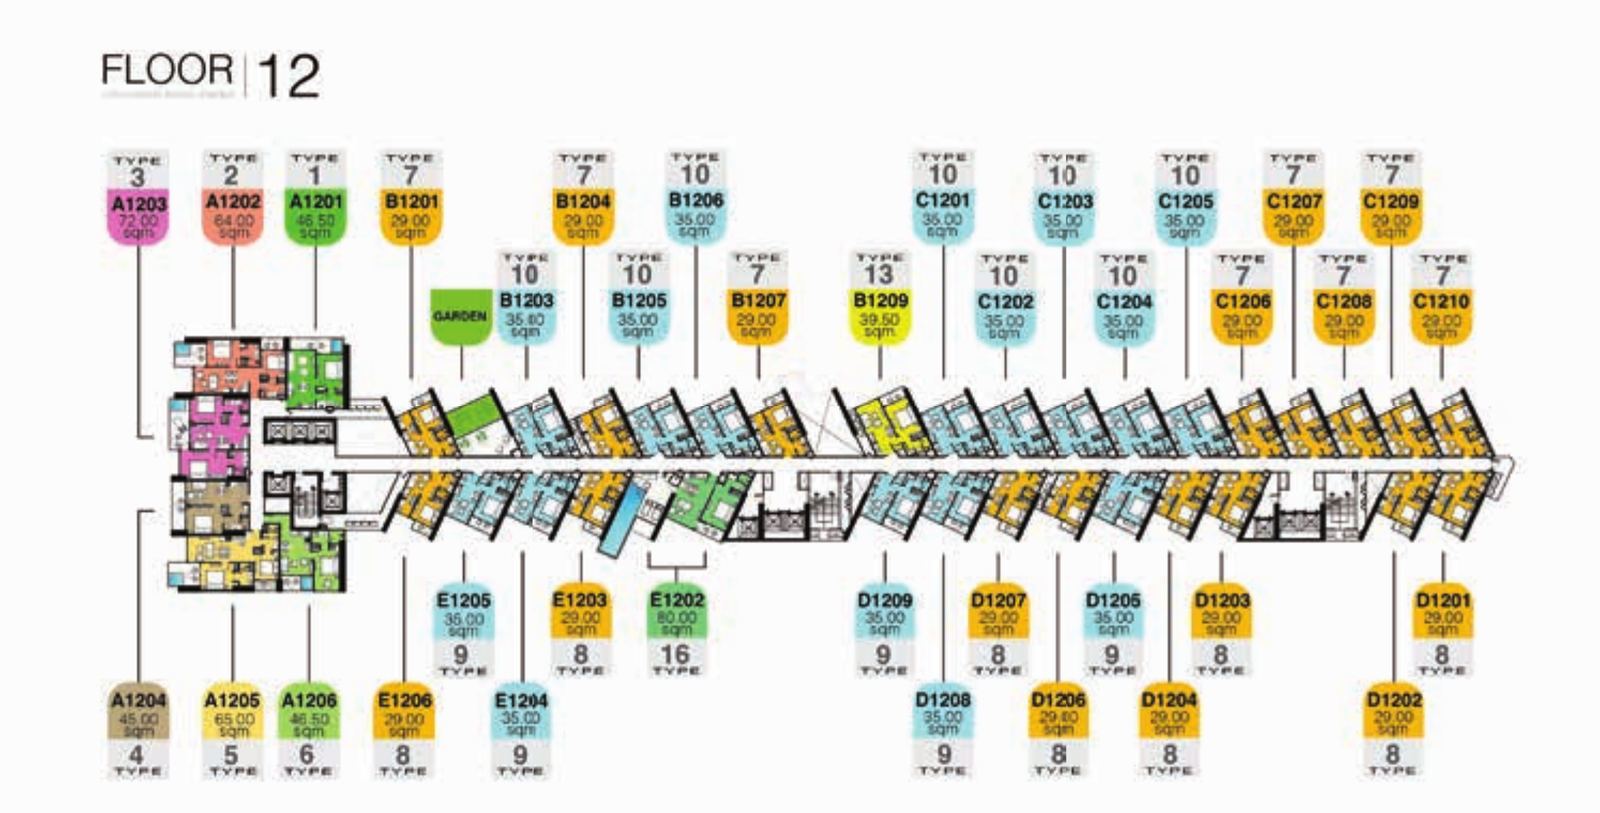 FLOOR 12
TYPE
3
A1203
72.00
sqm
TYPE
2
A1202
64.00
sqm
TYPE
1
A1201
46.50
sqm
TYPE
7
B1201
29.00
sqm
TYPE
7
B1204
29.00
sqm
TYPE
10
B1206
35.00
sqm
TYPE
10
C1201
35.00
sqm
TYPE
10
C1203
35.00
sqm
TYPE
10
C1205
35.00
sqm
TYPE
7
C1207
29.00
sqm
TYPE
7
C1209
29.00
sqm
GARDEN
TYPE
10
B1203
35.00
sqm
TYPE
10
B1205
35.00
sqm
TYPE
7
B1207
29.00
sqm
TYPE
13
B1209
39.50
sqm
TYPE
10
C1202
35.00
sqm
TYPE
10
C1204
35.00
sqm
TYPE
7
C1206
29.00
sqm
TYPE
7
C1208
29.00
sqm
TYPE
7
C1210
29.00
sqm
E1205
35.00
sqm
9
TYPE
E1203
29.00
sqm
8
TYPE
E1202
80.00
sqm
16
TYPE
D1209
35.00
sqm
9
TYPE
D1207
29.00
sqm
8
TYPE
D1205
35.00
sqm
9
TYPE
D1203
29.00
sqm
8
TYPE
D1201
29.00
sqm
8
TYPE
A1204
45.00
sqm
4
TYPE
A1205
65.00
sqm
5
TYPE
A1206
46.50
sqm
6
TYPE
E1206
29.00
sqm
8
TYPE
E1204
35.00
sqm
9
TYPE
D1208
35.00
sqm
9
TYPE
D1206
29.00
sqm
8
TYPE
D1204
29.00
sqm
8
TYPE
D1202
29.00
sqm
8
TYPE